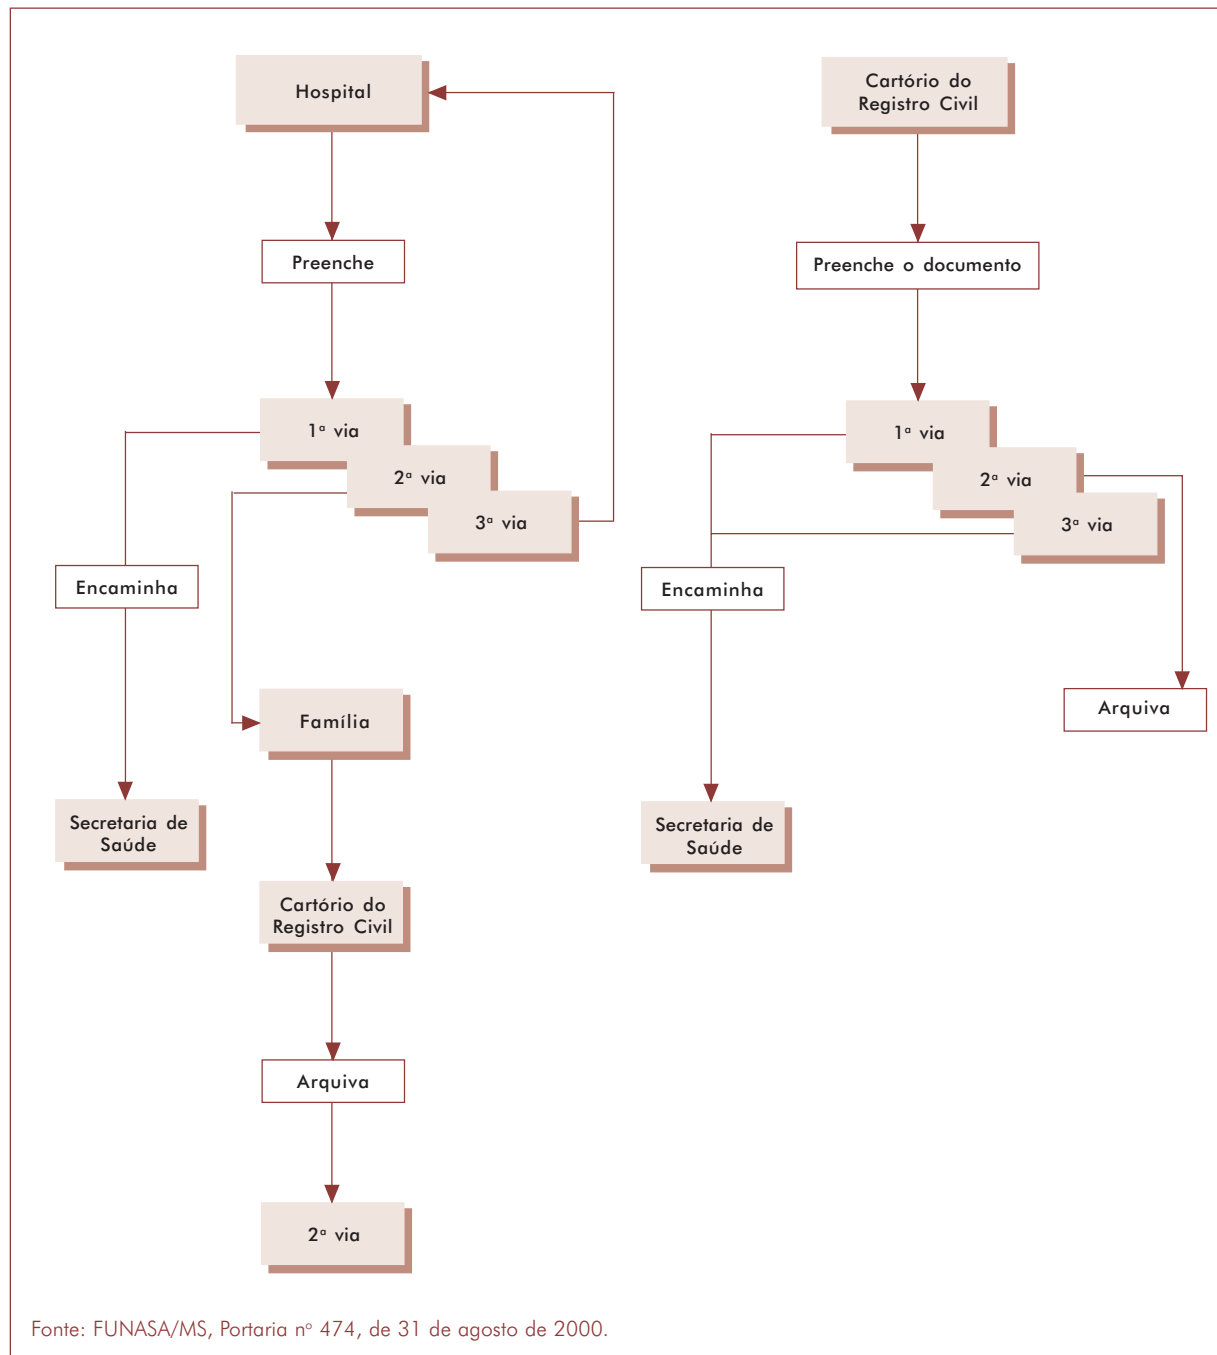 Hospital
Preenche
1ª via
2ª via
3ª via
Encaminha
Secretaria de
Saúde
Família
Cartório do
Registro Civil
Arquiva
2ª via
Cartório do
Registro Civil
Preenche o documento
1ª via
2ª via
3ª via
Encaminha
Secretaria de
Saúde
Arquiva
Fonte: FUNASA/MS, Portaria nº 474, de 31 de agosto de 2000.